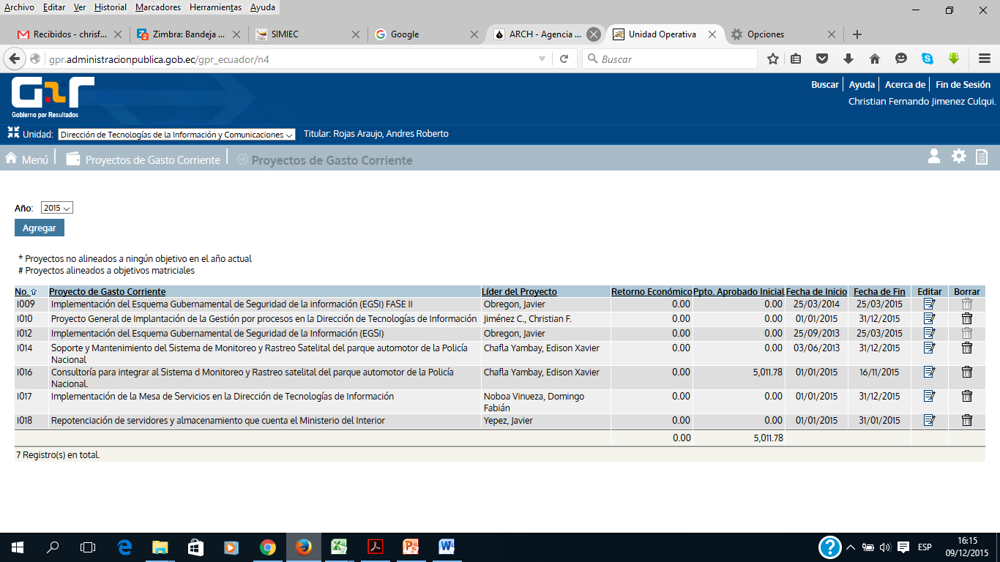 Archivo Editar Ver Historial Marcadores Herramientas Ayuda
Recibidos - chrisf... Zimbra: Bandeja ... SIMIEC Google ARCH - Agencia ... Unidad Operativa Opciones
gpr.administracionpublica.gob.ec/gpr_ecuador/n4 Buscar
GPR
Gobierno por Resultados
Buscar Ayuda Acerca de Fin de Sesión
Christian Fernando Jimenez Culqui.
Unidad: Dirección de Tecnologías de la Información y Comunicaciones Titular: Rojas Araujo, Andres Roberto
Menú Proyectos de Gasto Corriente Proyectos de Gasto Corriente
Año: 2015
Agregar
* Proyectos no alineados a ningún objetivo en el año actual
# Proyectos alineados a objetivos matriciales
No. Proyecto de Gasto Corriente Líder del Proyecto Retorno Económico Ppto. Aprobado Inicial Fecha de Inicio Fecha de Fin Editar Borrar
I009 Implementación del Esquema Gubernamental de Seguridad de la información (EGSI) FASE II Obregon, Javier 0.00 0.00 25/03/2014 25/03/2015
I010 Proyecto General de Implantación de la Gestión por procesos en la Dirección de Tecnologías de Información Jiménez C., Christian F. 0.00 0.00 01/01/2015 31/12/2015
I012 Implementación del Esquema Gubernamental de Seguridad de la Información (EGSI) Obregon, Javier 0.00 0.00 25/09/2013 25/03/2015
I014 Soporte y Mantenimiento del Sistema de Monitoreo y Rastreo Satelital del parque automotor de la Policía Chafla Yambay, Edison Xavier 0.00 0.00 03/06/2013 31/12/2015
Nacional
I016 Consultoría para integrar al Sistema d Monitoreo y Rastreo satelital del parque automotor de la Policía Chafla Yambay, Edison Xavier 0.00 5,011.78 01/01/2015 16/11/2015
Nacional.
I017 Implementación de la Mesa de Servicios en la Dirección de Tecnologías de Información Noboa Vinueza, Domingo 0.00 0.00 01/01/2015 31/12/2015
Fabián
I018 Repotenciación de servidores y almacenamiento que cuenta el Ministerio del Interior Yepez, Javier 0.00 0.00 01/01/2015 31/01/2015
0.00 5,011.78
7 Registro(s) en total.
ESP 16:15
09/12/2015